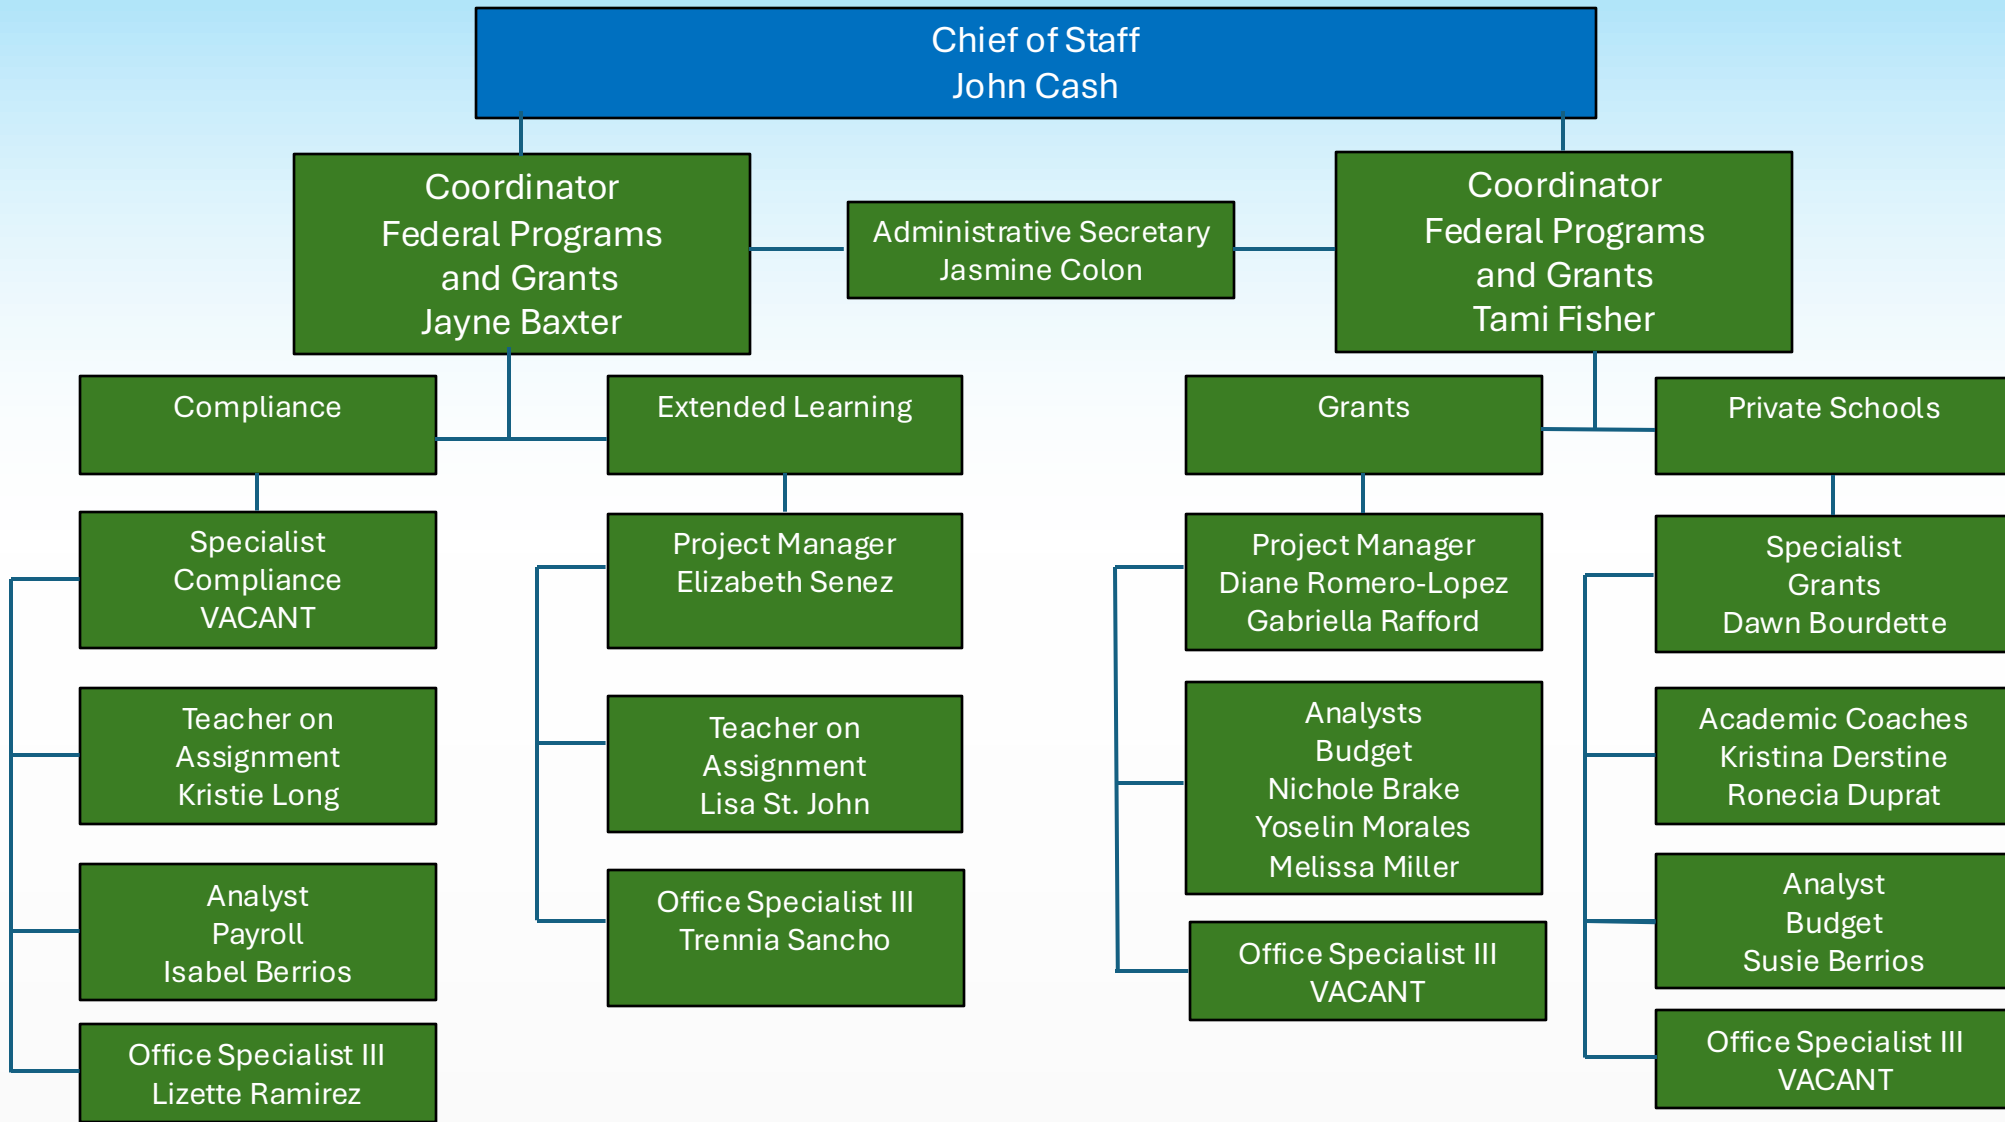 Chief of Staff
John Cash
Coordinator
Federal Programs
and Grants
Jayne Baxter
Administrative Secretary
Jasmine Colon
Coordinator
Federal Programs
and Grants
Tami Fisher
Compliance
Specialist
Compliance
VACANT
Teacher on
Assignment
Kristie Long
Analyst
Payroll
Isabel Berrios
Office Specialist III
Lizette Ramirez
Extended Learning
Project Manager
Elizabeth Senez
Teacher on
Assignment
Lisa St. John
Office Specialist III
Trennia Sancho
Grants
Project Manager
Diane Romero-Lopez
Gabriella Rafford
Analysts
Budget
Nichole Brake
Yoselin Morales
Melissa Miller
Office Specialist III
VACANT
Private Schools
Specialist
Grants
Dawn Bourdette
Academic Coaches
Kristina Derstine
Ronecia Duprat
Analyst
Budget
Susie Berrios
Office Specialist III
VACANT